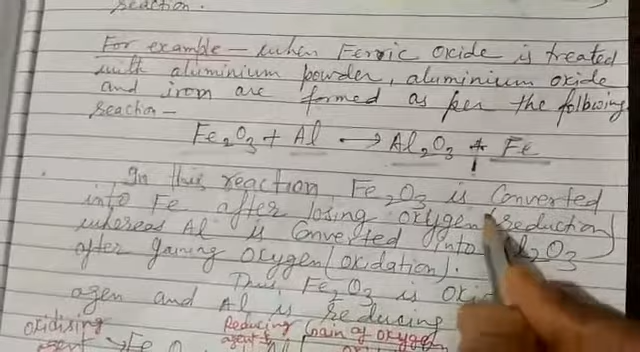 reaction.
For example - when Ferric oxide is treated
with aluminium powder, aluminium oxide
and iron are formed as per the following
reaction -
Fe2O3 + Al → Al2O3 + Fe
In this reaction Fe2O3 is converted
into Fe after losing oxygen (reduction)
whereas Al is converted into Al2O3
after gaining oxygen (oxidation).
Thus Fe2O3 is
agen and Al is reducing
oxidising
agent → Fe
Reducing
agent
Gain of oxygen